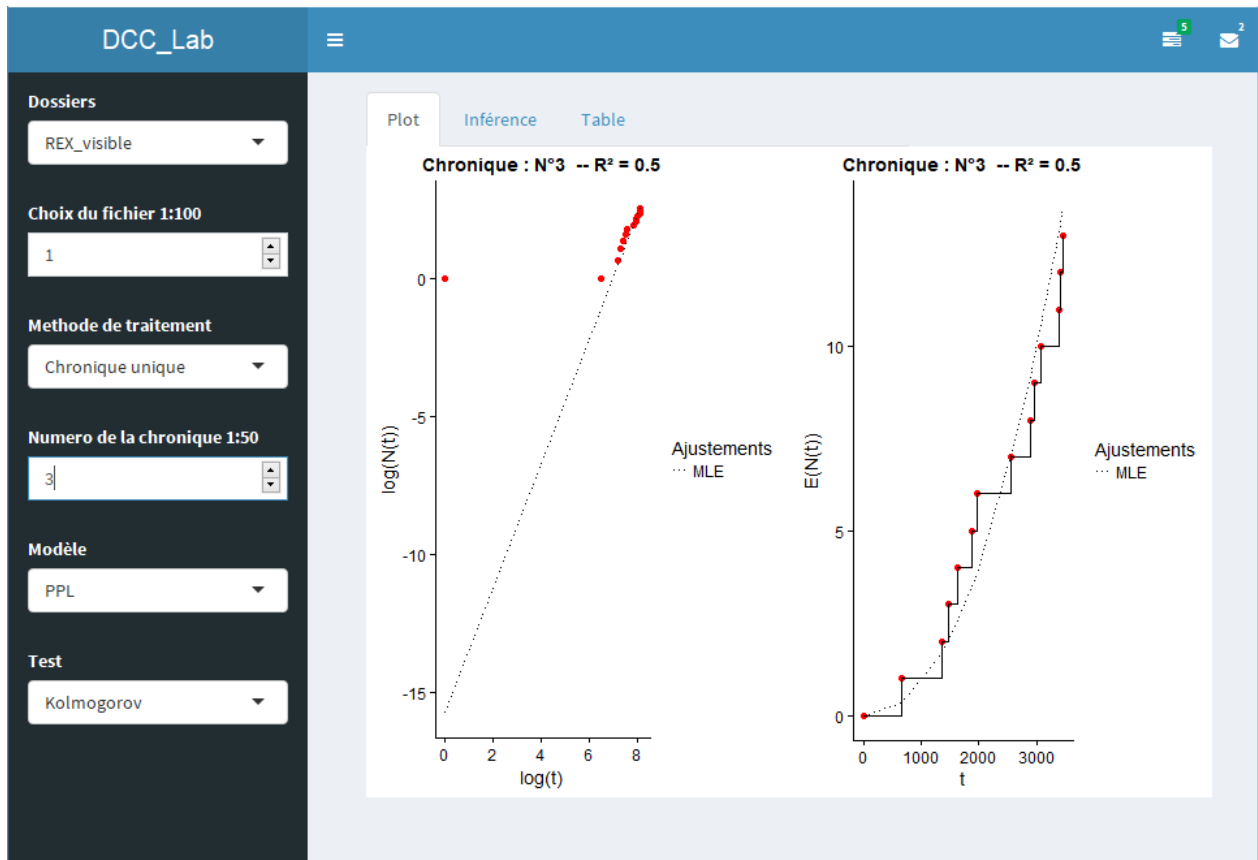 DCC_Lab
5
2
Dossiers
REX_visible
Choix du fichier 1:100
1
Methode de traitement
Chronique unique
Numero de la chronique 1:50
3
Modèle
PPL
Test
Kolmogorov
Plot Inférence Table
Chronique : N°3 -- R² = 0.5
log(N(t))
0
-5
-10
-15
0 2 4 6 8
log(t)
Ajustements
MLE
Chronique : N°3 -- R² = 0.5
E(N(t))
10
5
0
0 1000 2000 3000
t
Ajustements
MLE